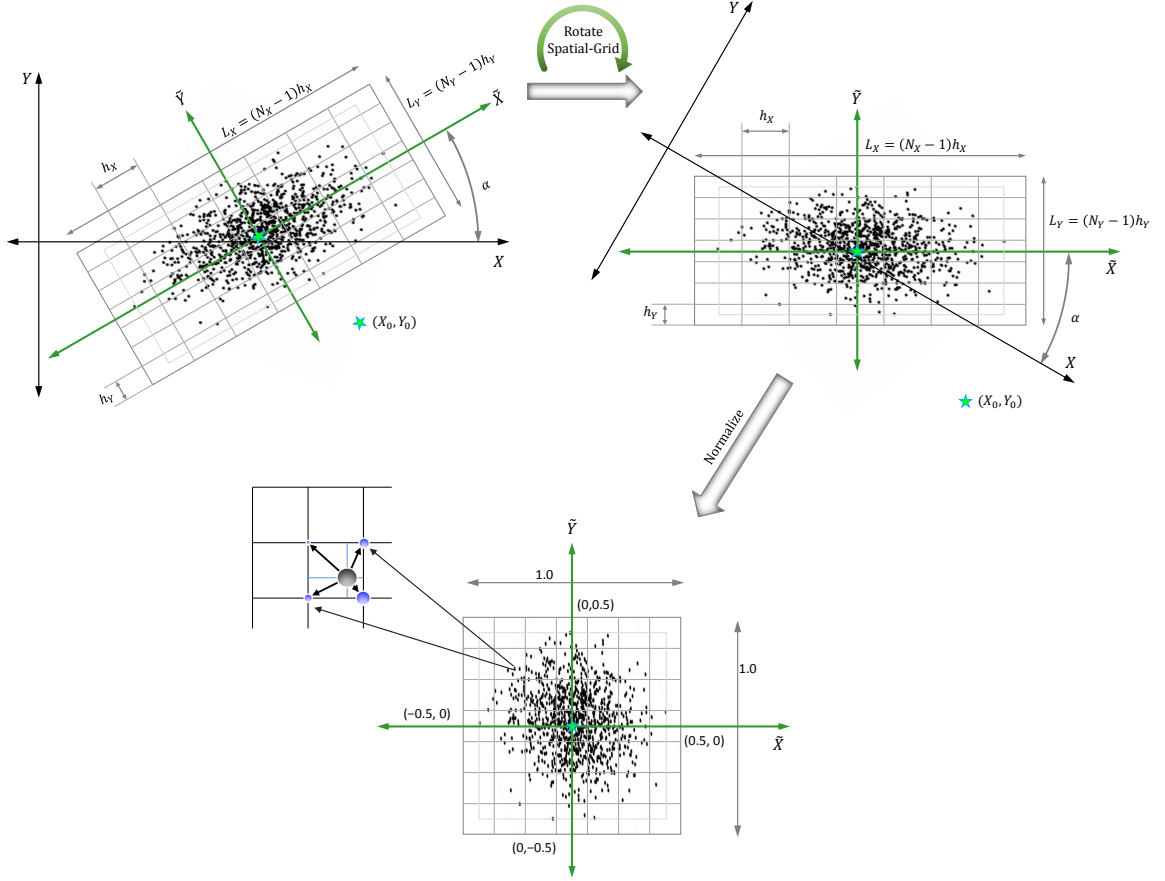 Y
Ỹ
L_X = (N_X − 1)h_X
L_Y = (N_Y − 1)h_Y
X̃
h_X
α
X
(X_0, Y_0)
h_Y
Rotate
Spatial-Grid
Y
Ỹ
h_X
L_X = (N_X − 1)h_X
L_Y = (N_Y − 1)h_Y
X̃
h_Y
α
X
(X_0, Y_0)
Normalize
Ỹ
1.0
(0,0.5)
1.0
(−0.5, 0)
(0.5, 0)
X̃
(0,−0.5)